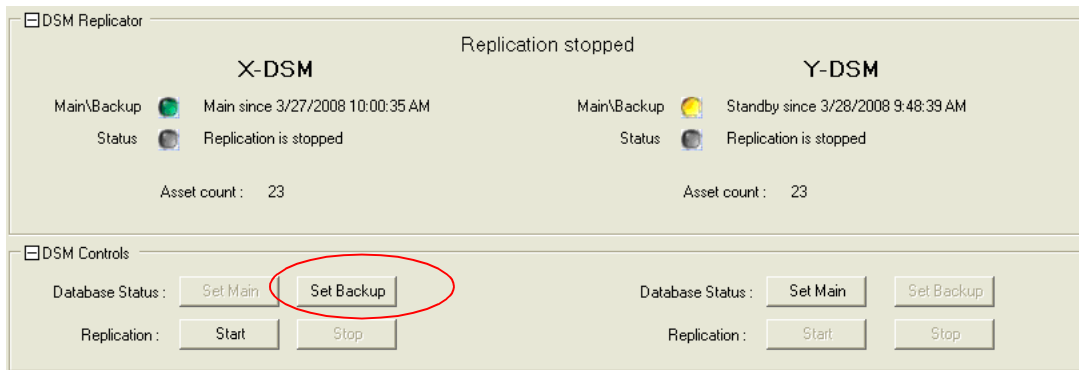 DSM Replicator
Replication stopped
X-DSM Y-DSM
Main\Backup Main since 3/27/2008 10:00:35 AM Main\Backup Standby since 3/28/2008 9:48:39 AM
Status Replication is stopped Status Replication is stopped
Asset count : 23 Asset count : 23
DSM Controls
Database Status : Set Main Set Backup Database Status : Set Main Set Backup
Replication : Start Stop Replication : Start Stop